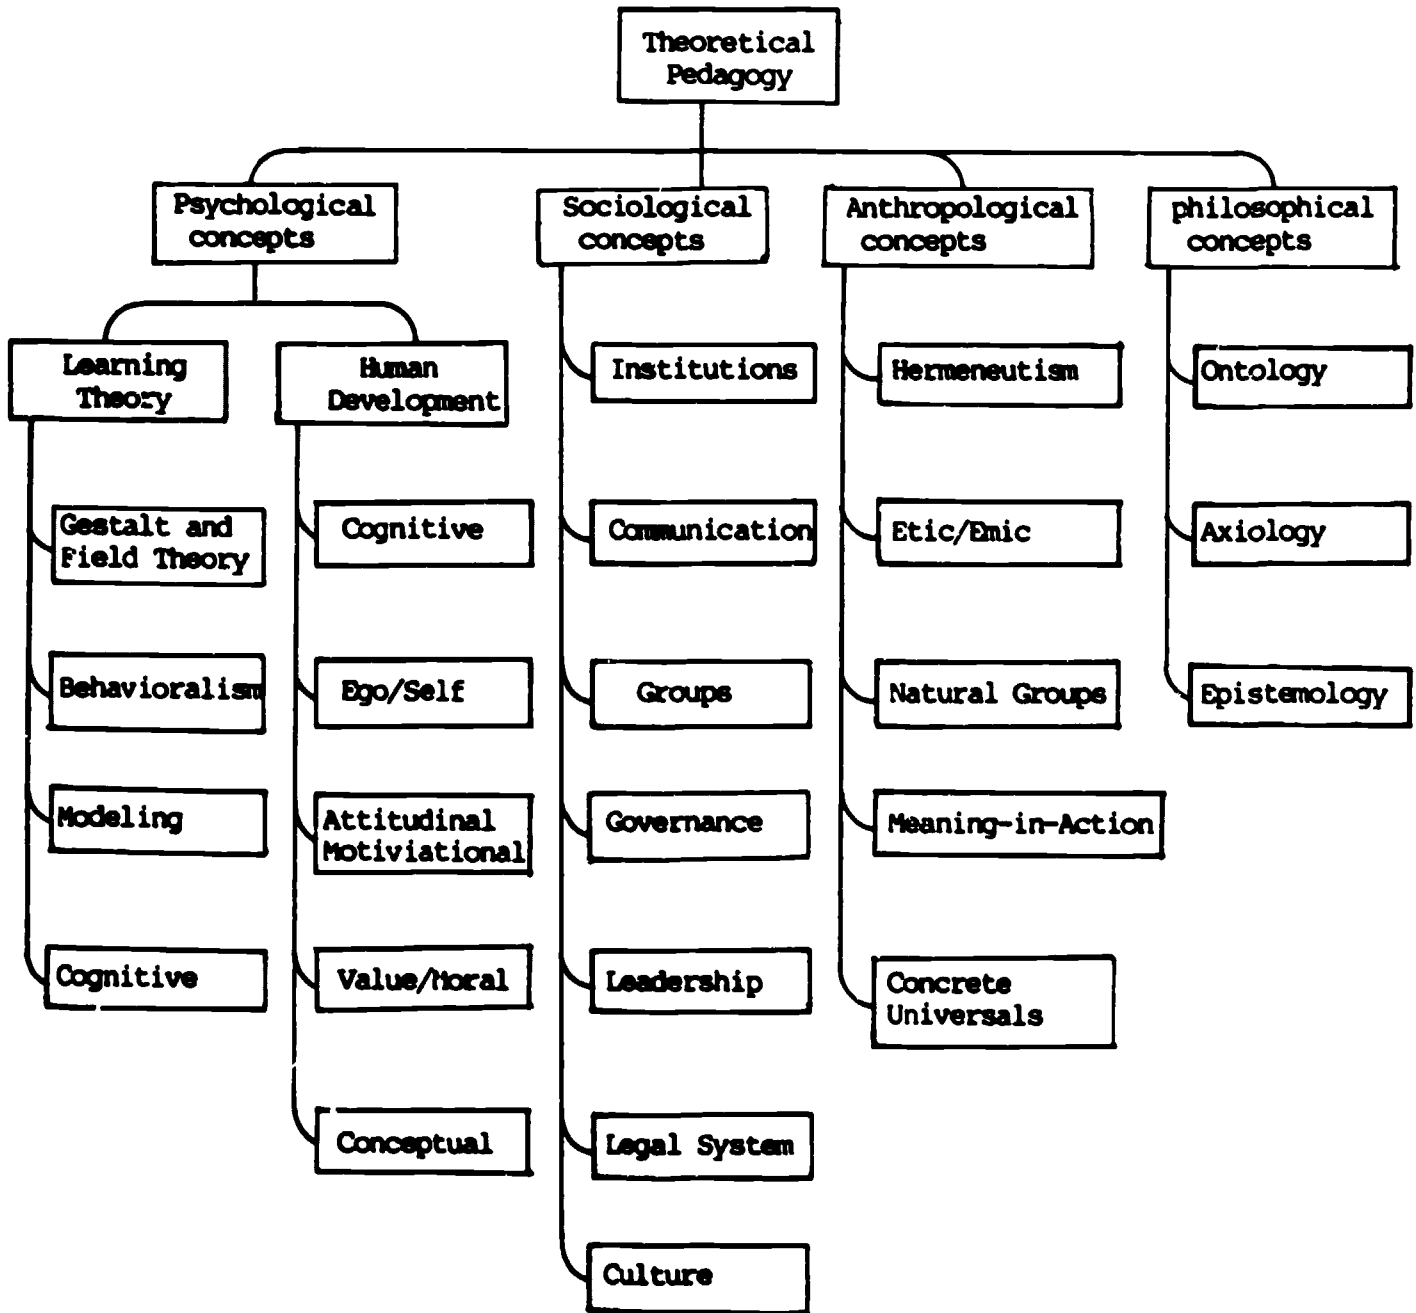 Theoretical
Pedagogy
Psychological
concepts
Sociological
concepts
Anthropological
concepts
philosophical
concepts
Learning
Theory
Human
Development
Gestalt and
Field Theory
Behavioralism
Modeling
Cognitive
Cognitive
Ego/Self
Attitudinal
Motiviational
Value/Moral
Conceptual
Institutions
Communication
Groups
Governance
Leadership
Legal System
Culture
Hermeneutism
Etic/Emic
Natural Groups
Meaning-in-Action
Concrete
Universals
Ontology
Axiology
Epistemology